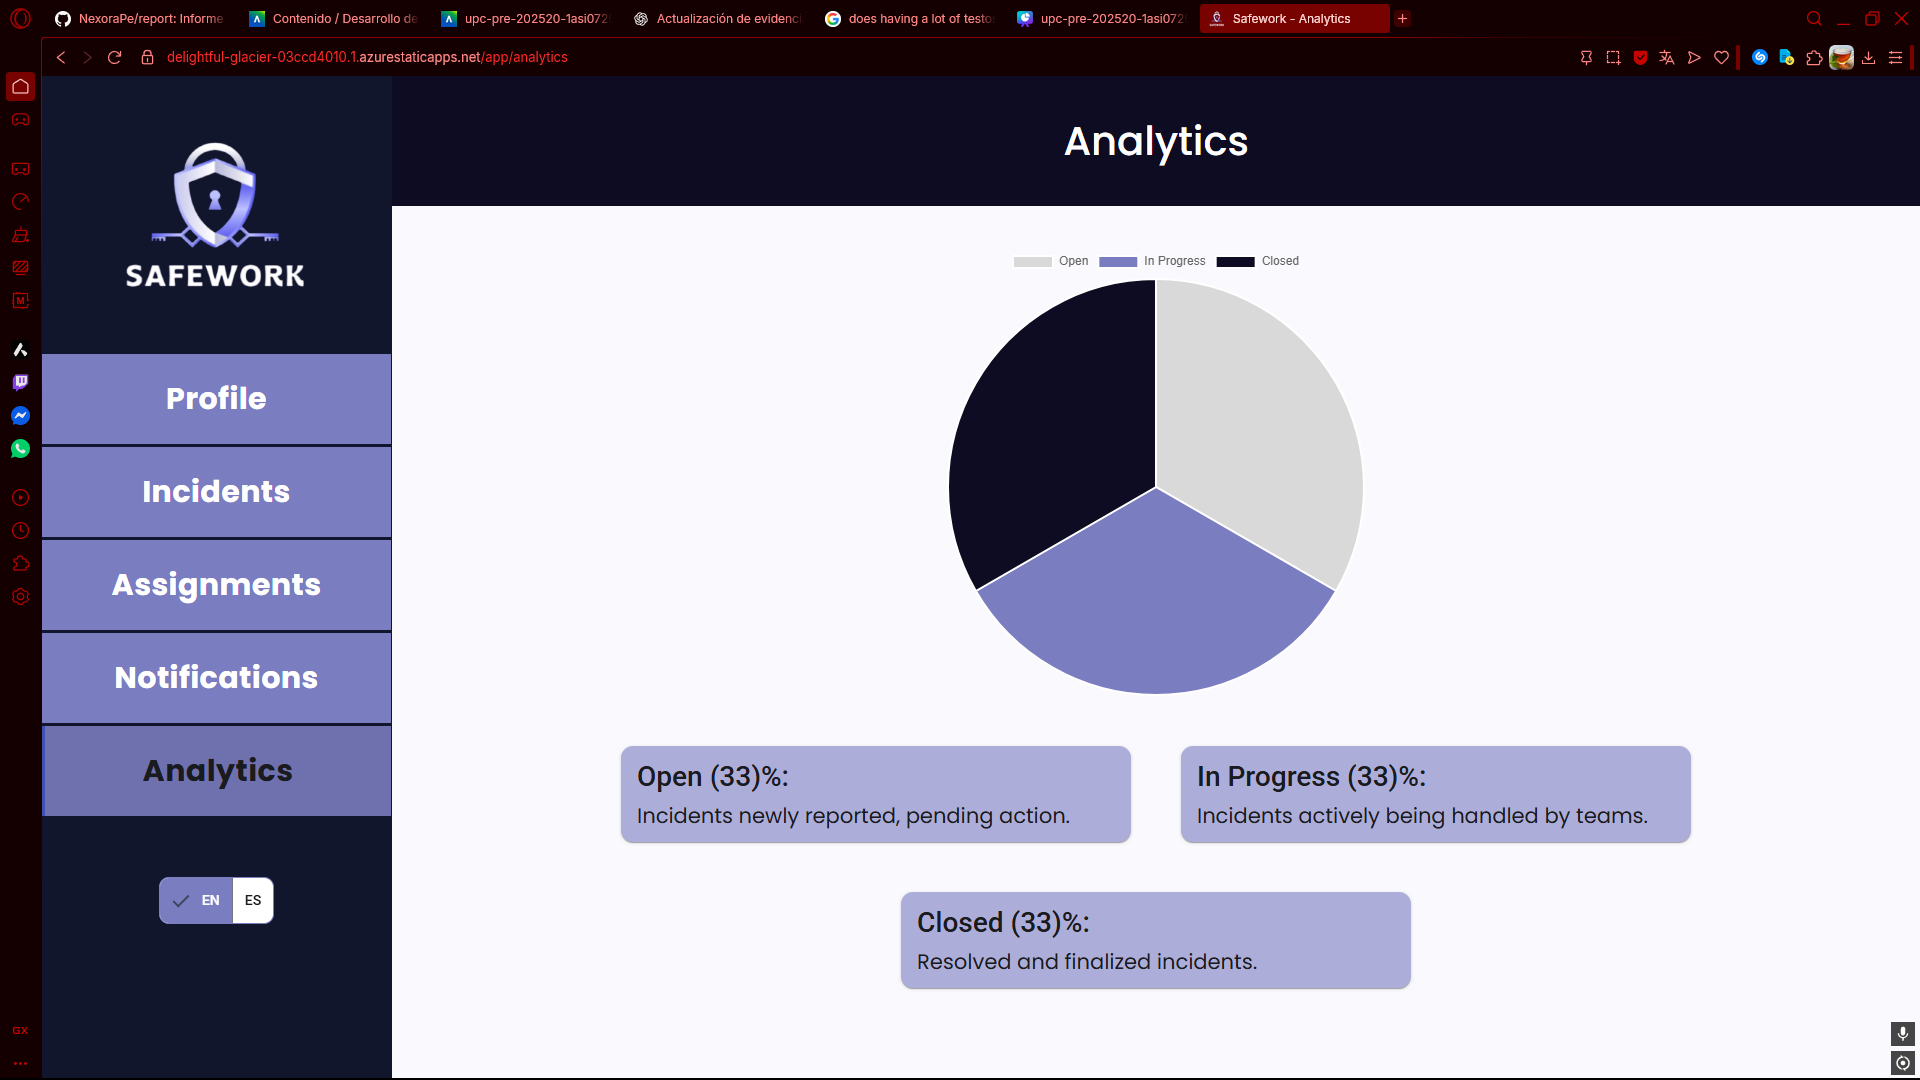 NexoraPe/report: Informe
Contenido / Desarrollo de
upc-pre-202520-1asi072
Actualización de evidenci
does having a lot of testo
upc-pre-202520-1asi072
Safework - Analytics
delightful-glacier-03ccd4010.1.azurestaticapps.net/app/analytics
SAFEWORK
Profile
Incidents
Assignments
Notifications
Analytics
EN
ES
GX
Analytics
Open
In Progress
Closed
Open (33)%:
Incidents newly reported, pending action.
In Progress (33)%:
Incidents actively being handled by teams.
Closed (33)%:
Resolved and finalized incidents.